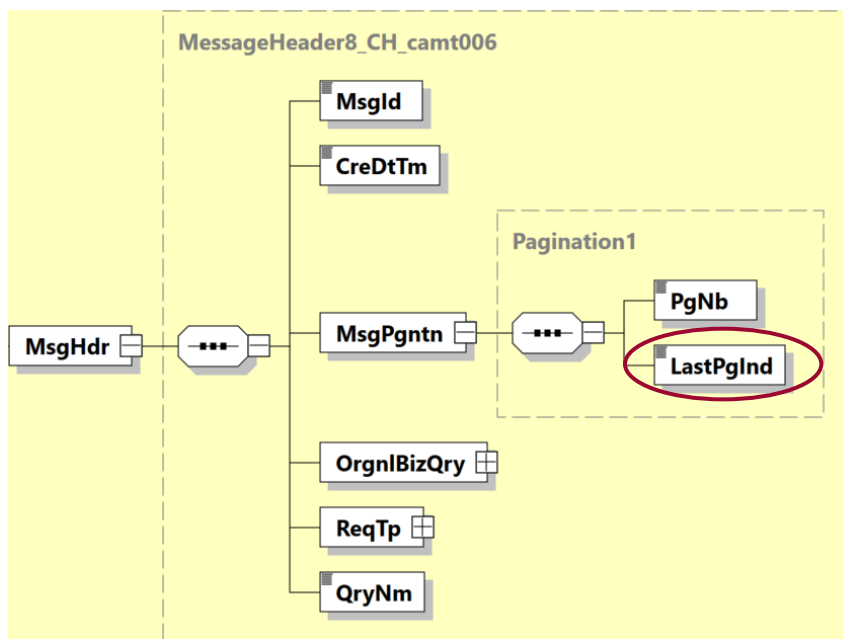 MessageHeader8_CH_camt006
MsgId
CreDtTm
Pagination1
PgNb
MsgHdr
MsgPgntn
LastPgInd
OrgnlBizQry
ReqTp
QryNm